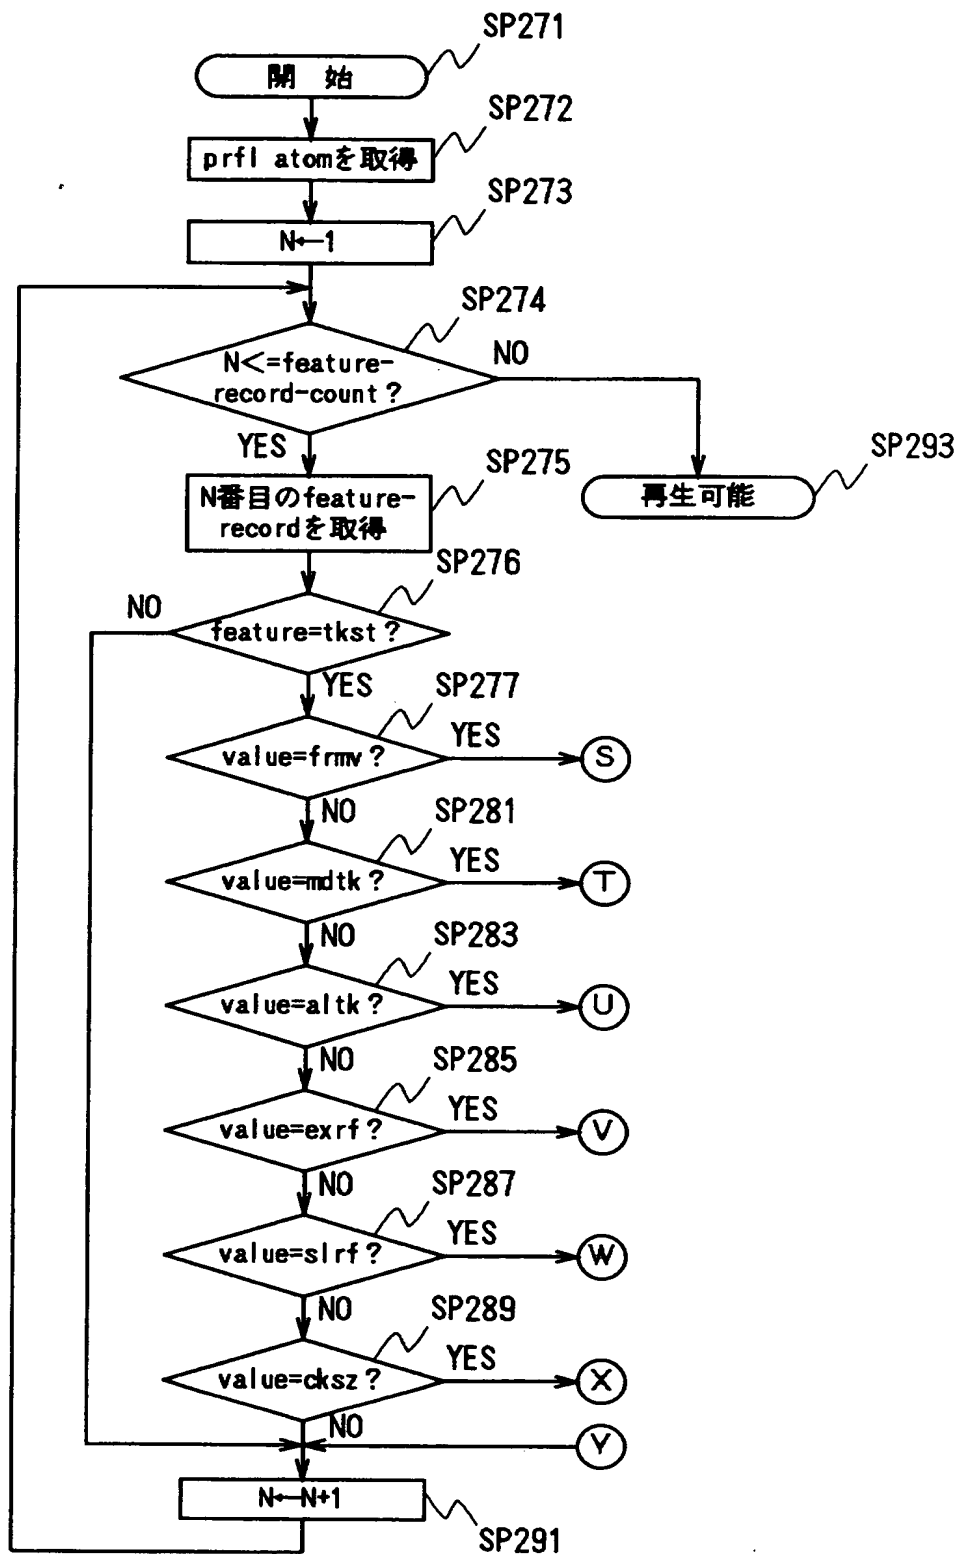 SP271
開 始
SP272
prfl atomを取得
SP273
N←1
SP274
N<=feature-
record-count?
NO
YES
SP275
N番目のfeature-
recordを取得
SP293
再生可能
SP276
NO
feature=tkst?
YES
SP277
value=frmv?
YES
S
NO
SP281
value=mdtk?
YES
T
NO
SP283
value=altk?
YES
U
NO
SP285
value=exrf?
YES
V
NO
SP287
value=slrf?
YES
W
NO
SP289
value=cksz?
YES
X
NO
Y
N←N+1
SP291